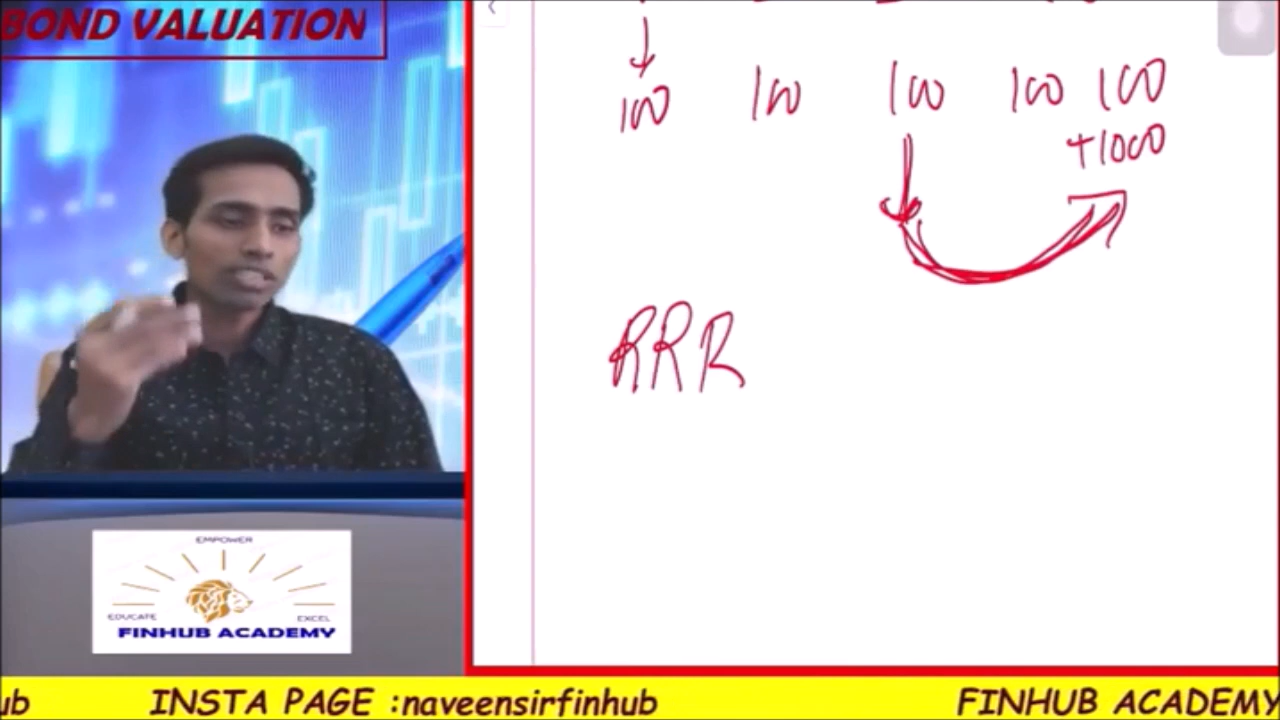 BOND VALUATION
100 100 100 100 100
+1000
RRR
EMPOWER
EDUCATE EXCEL
FINHUB ACADEMY
ub INSTA PAGE :naveensirfinhub FINHUB ACADEMY